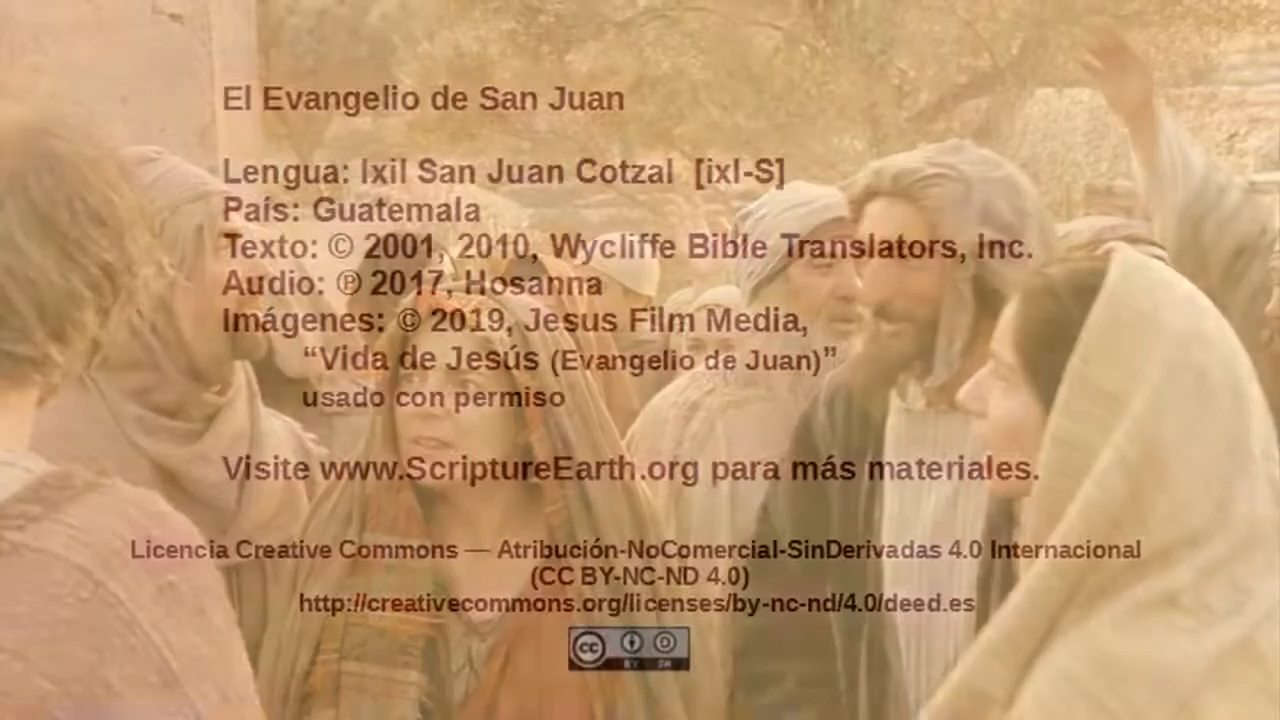 El Evangelio de San Juan
Lengua: Ixil San Juan Cotzal [ixl-S]
País: Guatemala
Texto: © 2001, 2010, Wycliffe Bible Translators, Inc.
Audio: ℗ 2017, Hosanna
Imágenes: © 2019, Jesus Film Media,
“Vida de Jesús (Evangelio de Juan)”
usado con permiso
Visite www.ScriptureEarth.org para más materiales.
Licencia Creative Commons — Atribución-NoComercial-SinDerivadas 4.0 Internacional
(CC BY-NC-ND 4.0)
http://creativecommons.org/licenses/by-nc-nd/4.0/deed.es
cc